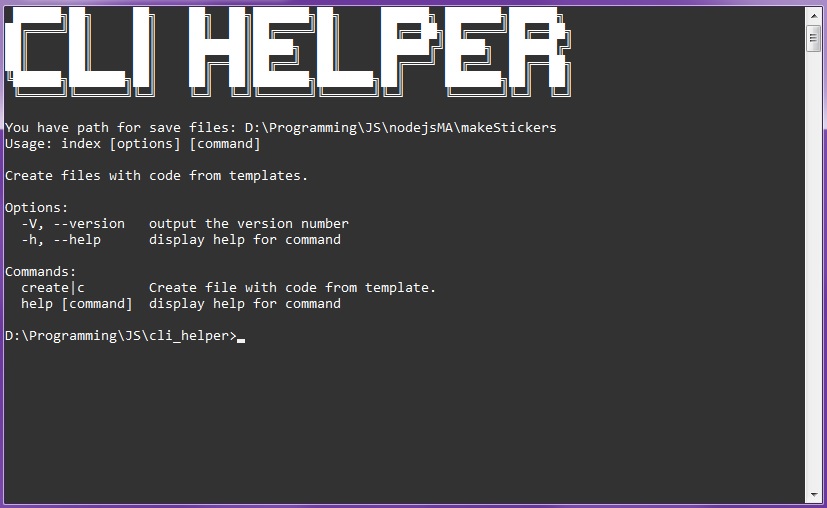 CLI HELPER
You have path for save files: D:\Programming\JS\nodejsMA\makeStickers
Usage: index [options] [command]
Create files with code from templates.
Options:
-V, --version   output the version number
-h, --help      display help for command
Commands:
create|c        Create file with code from template.
help [command]  display help for command
D:\Programming\JS\cli_helper>